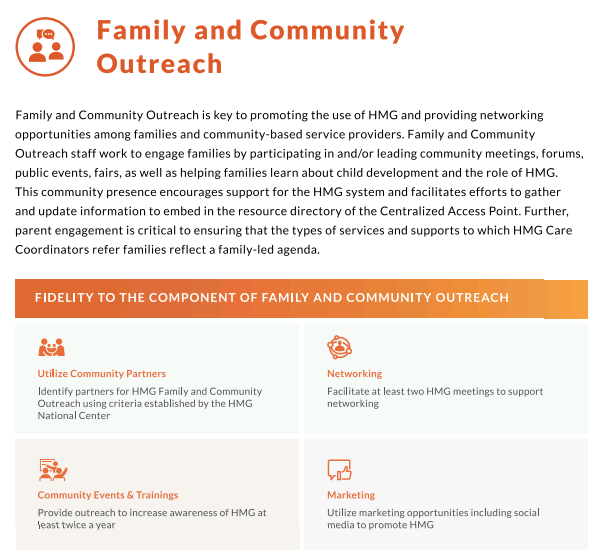 Family and Community
Outreach
Family and Community Outreach is key to promoting the use of HMG and providing networking
opportunities among families and community-based service providers. Family and Community
Outreach staff work to engage families by participating in and/or leading community meetings, forums,
public events, fairs, as well as helping families learn about child development and the role of HMG.
This community presence encourages support for the HMG system and facilitates efforts to gather
and update information to embed in the resource directory of the Centralized Access Point. Further,
parent engagement is critical to ensuring that the types of services and supports to which HMG Care
Coordinators refer families reflect a family-led agenda.
FIDELITY TO THE COMPONENT OF FAMILY AND COMMUNITY OUTREACH
Utilize Community Partners
Identify partners for HMG Family and Community
Outreach using criteria established by the HMG
National Center
Networking
Facilitate at least two HMG meetings to support
networking
Community Events & Trainings
Provide outreach to increase awareness of HMG at
least twice a year
Marketing
Utilize marketing opportunities including social
media to promote HMG